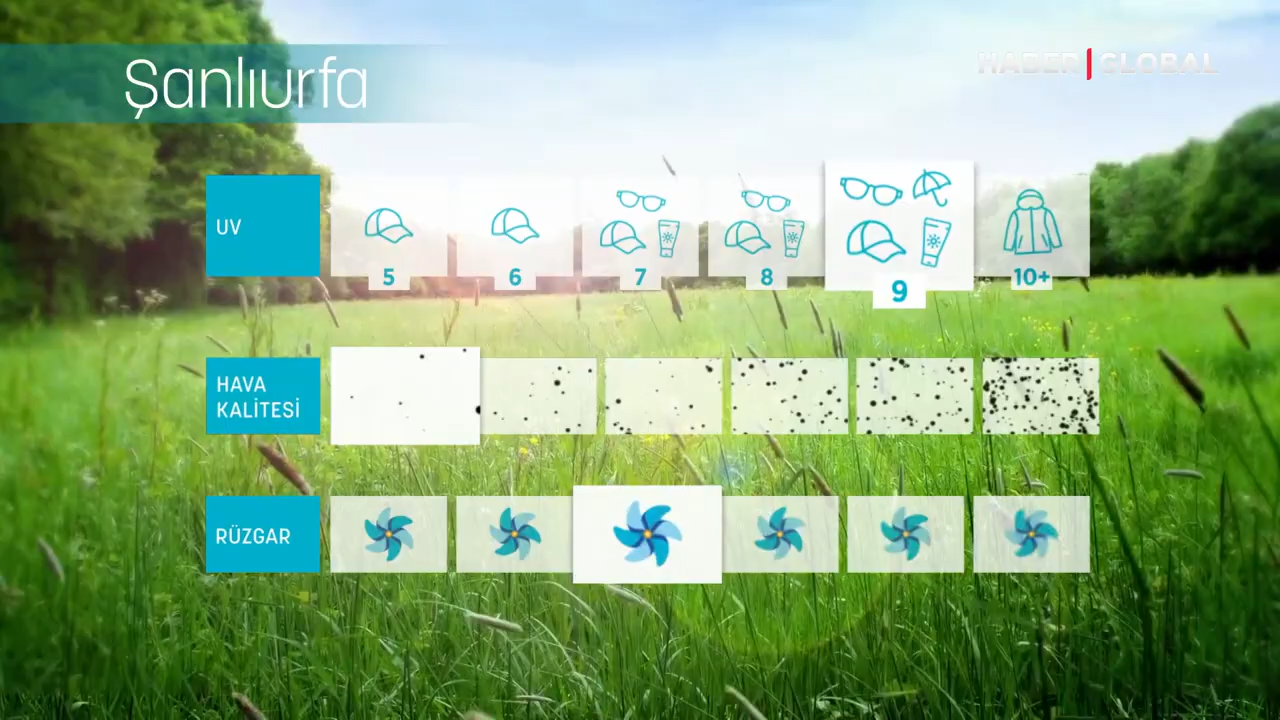 Şanlıurfa
HABER GLOBAL
UV
5
6
7
8
9
10+
HAVA
KALİTESİ
RÜZGAR